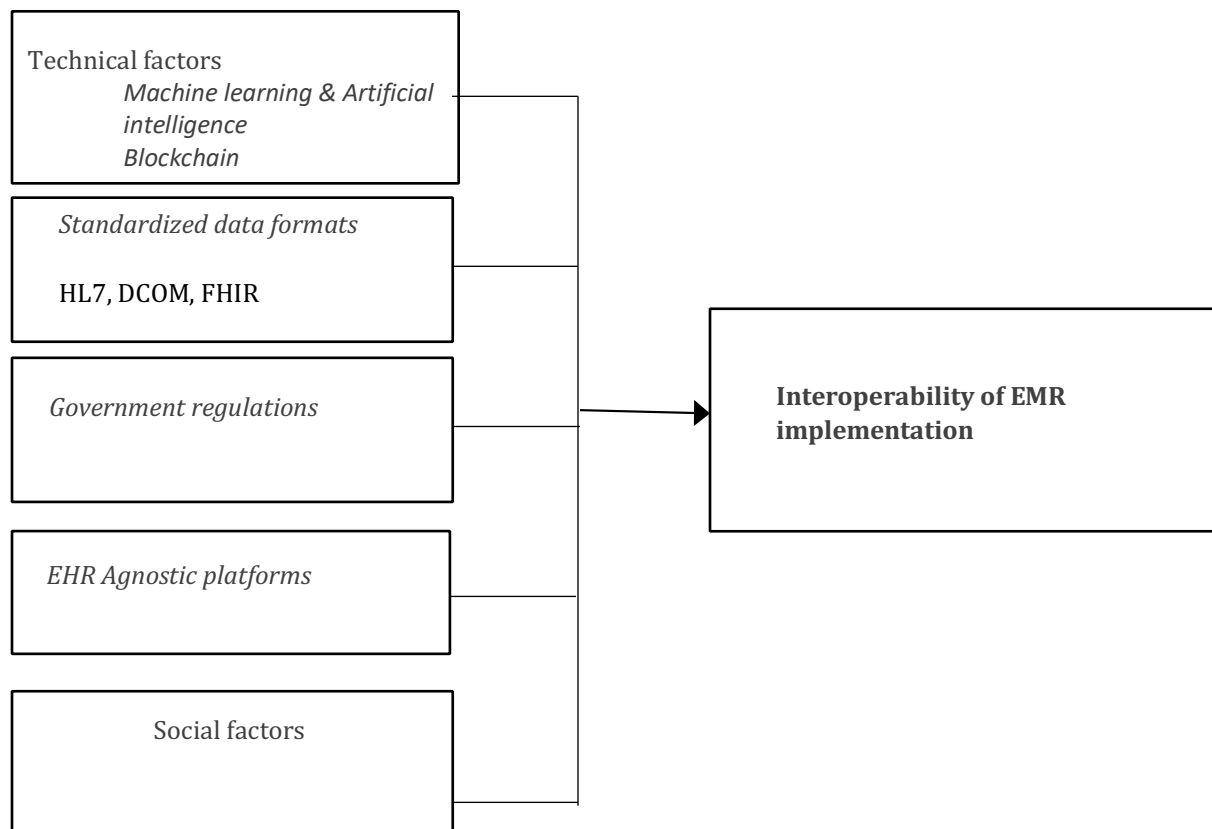 Technical factors
Machine learning & Artificial
intelligence
Blockchain
Standardized data formats
HL7, DCOM, FHIR
Government regulations
EHR Agnostic platforms
Social factors
Interoperability of EMR
implementation